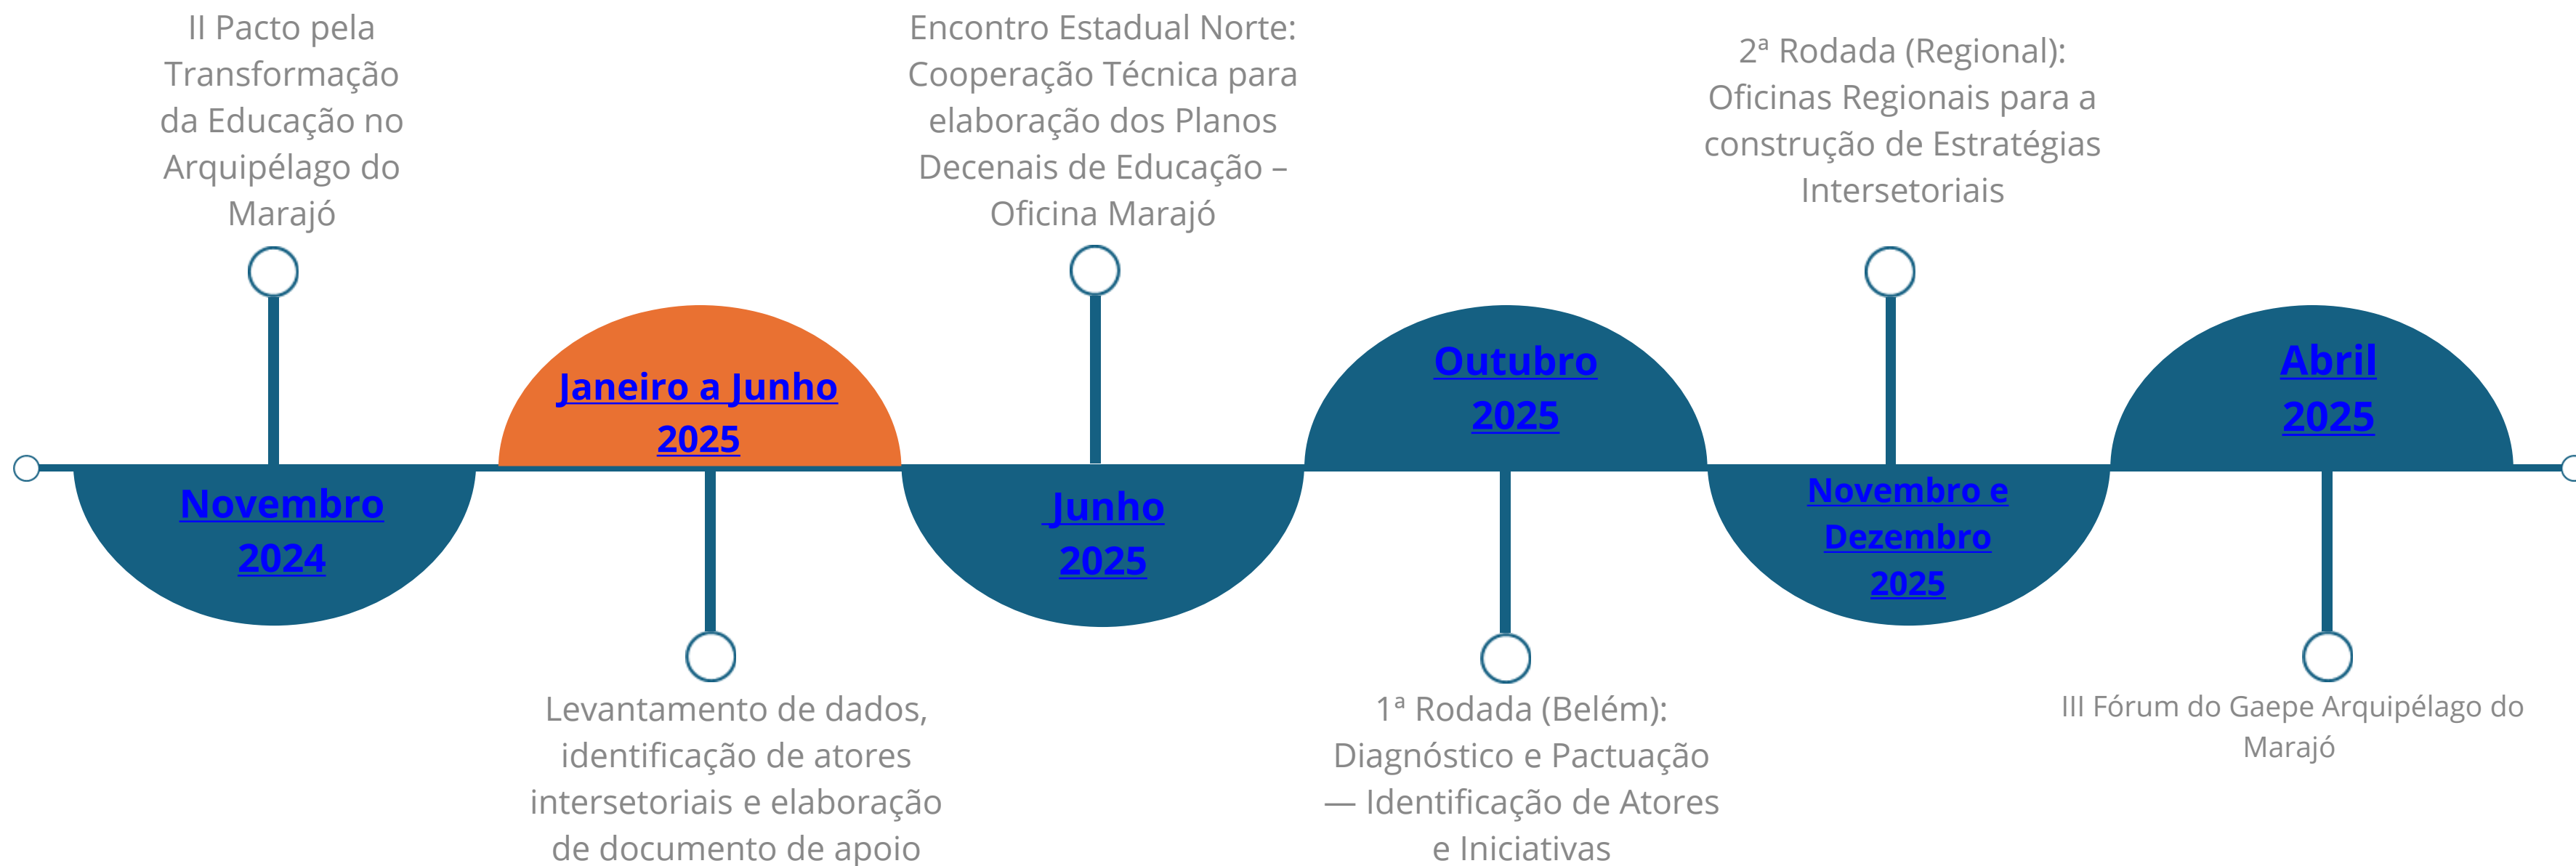 II Pacto pela
Transformação
da Educação no
Arquipélago do
Marajó
Novembro
2024
Janeiro a Junho
2025
Levantamento de dados,
identificação de atores
intersetoriais e elaboração
de documento de apoio
Encontro Estadual Norte:
Cooperação Técnica para
elaboração dos Planos
Decenais de Educação –
Oficina Marajó
Junho
2025
Outubro
2025
1ª Rodada (Belém):
Diagnóstico e Pactuação
— Identificação de Atores
e Iniciativas
2ª Rodada (Regional):
Oficinas Regionais para a
construção de Estratégias
Intersetoriais
Novembro e
Dezembro
2025
Abril
2025
III Fórum do Gaepe Arquipélago do
Marajó